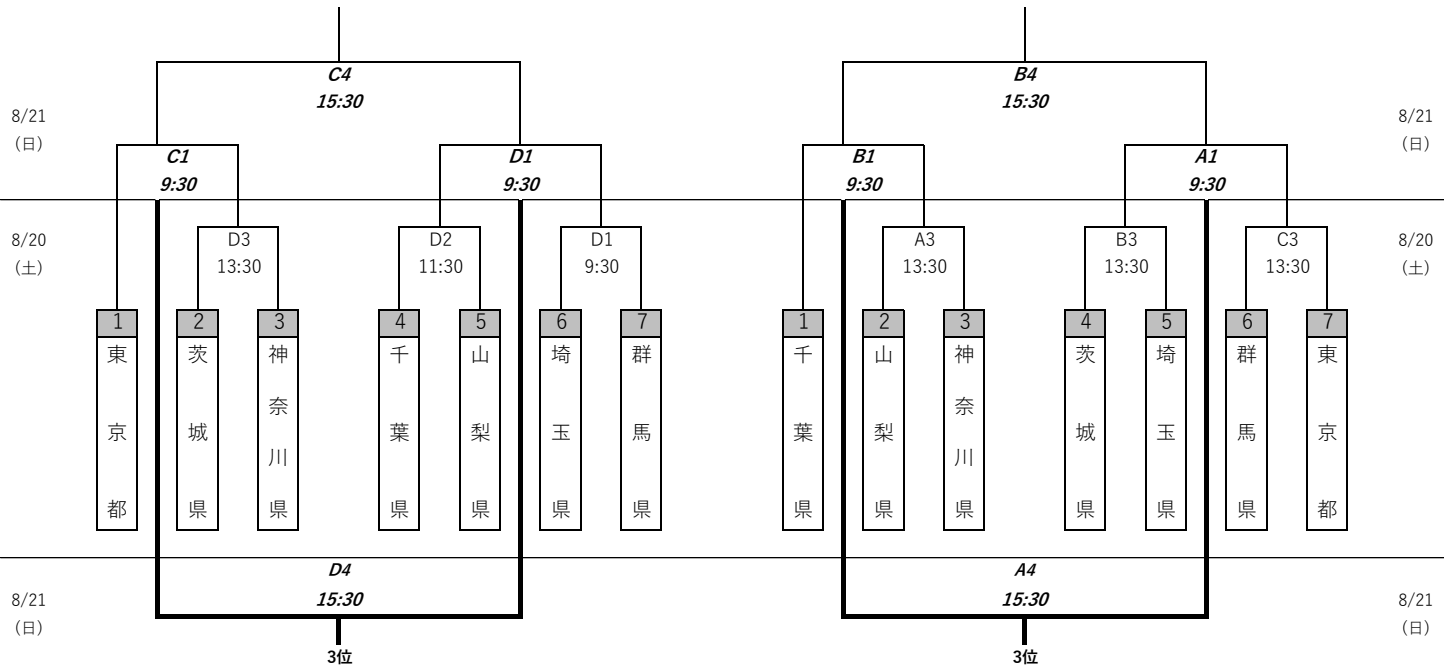 C4
15:30
B4
15:30
8/21
(日)
8/21
(日)
C1
9:30
D1
9:30
B1
9:30
A1
9:30
8/20
(土)
8/20
(土)
D3
13:30
D2
11:30
D1
9:30
A3
13:30
B3
13:30
C3
13:30
1
東京都
2
茨城県
3
神奈川県
4
千葉県
5
山梨県
6
埼玉県
7
群馬県
1
千葉県
2
山梨県
3
神奈川県
4
茨城県
5
埼玉県
6
群馬県
7
東京都
D4
15:30
A4
15:30
8/21
(日)
8/21
(日)
3位
3位